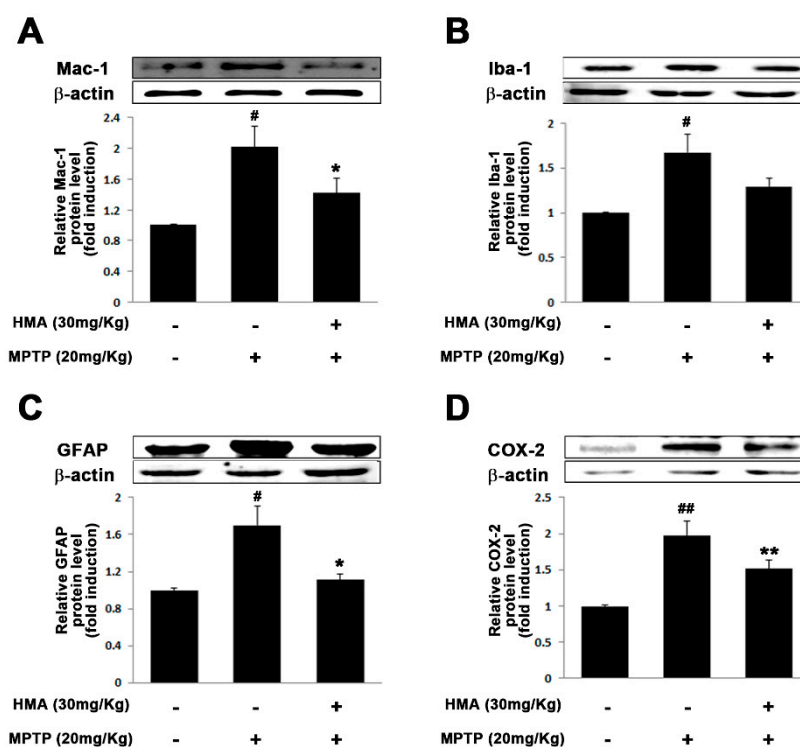 A
Mac-1
β-actin
Relative Mac-1
protein level
(fold induction)
2.4
2
1.6
1.2
0.8
0.4
0
#
*
HMA (30mg/Kg) - - +
MPTP (20mg/Kg) - + +
B
Iba-1
β-actin
Relative Iba-1
protein level
(fold induction)
2
1.5
1
0.5
0
#
HMA (30mg/Kg) - - +
MPTP (20mg/Kg) - + +
C
GFAP
β-actin
Relative GFAP
protein level
(fold induction)
2
1.6
1.2
0.8
0.4
0
#
*
HMA (30mg/Kg) - - +
MPTP (20mg/Kg) - + +
D
COX-2
β-actin
Relative COX-2
protein level
(fold induction)
2.5
2
1.5
1
0.5
0
##
**
HMA (30mg/Kg) - - +
MPTP (20mg/Kg) - + +